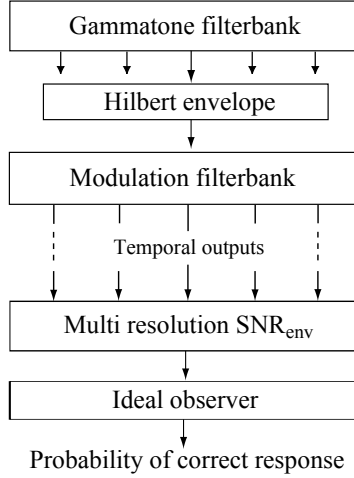 Gammatone filterbank
Hilbert envelope
Modulation filterbank
Temporal outputs
Multi resolution SNRenv
Ideal observer
Probability of correct response